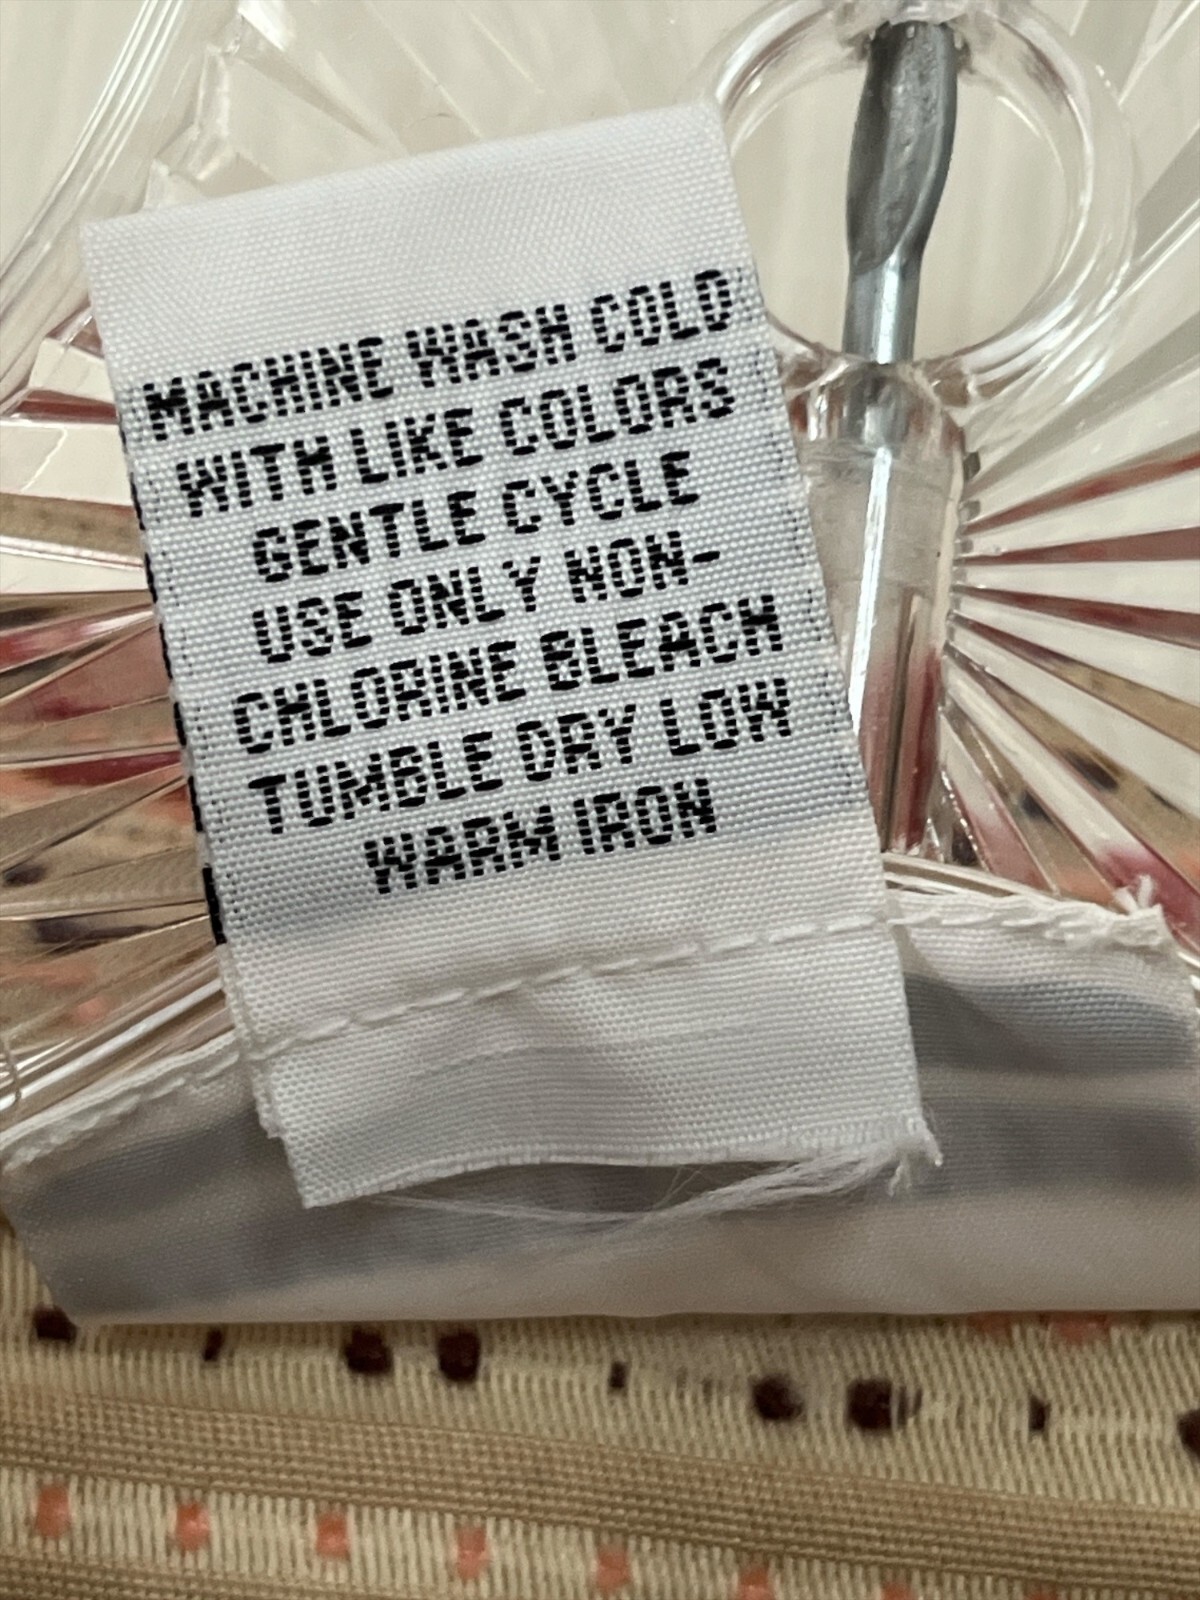 MACHINE WASH COLD
WITH LIKE COLORS
GENTLE CYCLE
USE ONLY NON-
CHLORINE BLEACH
TUMBLE DRY LOW
WARM IRON